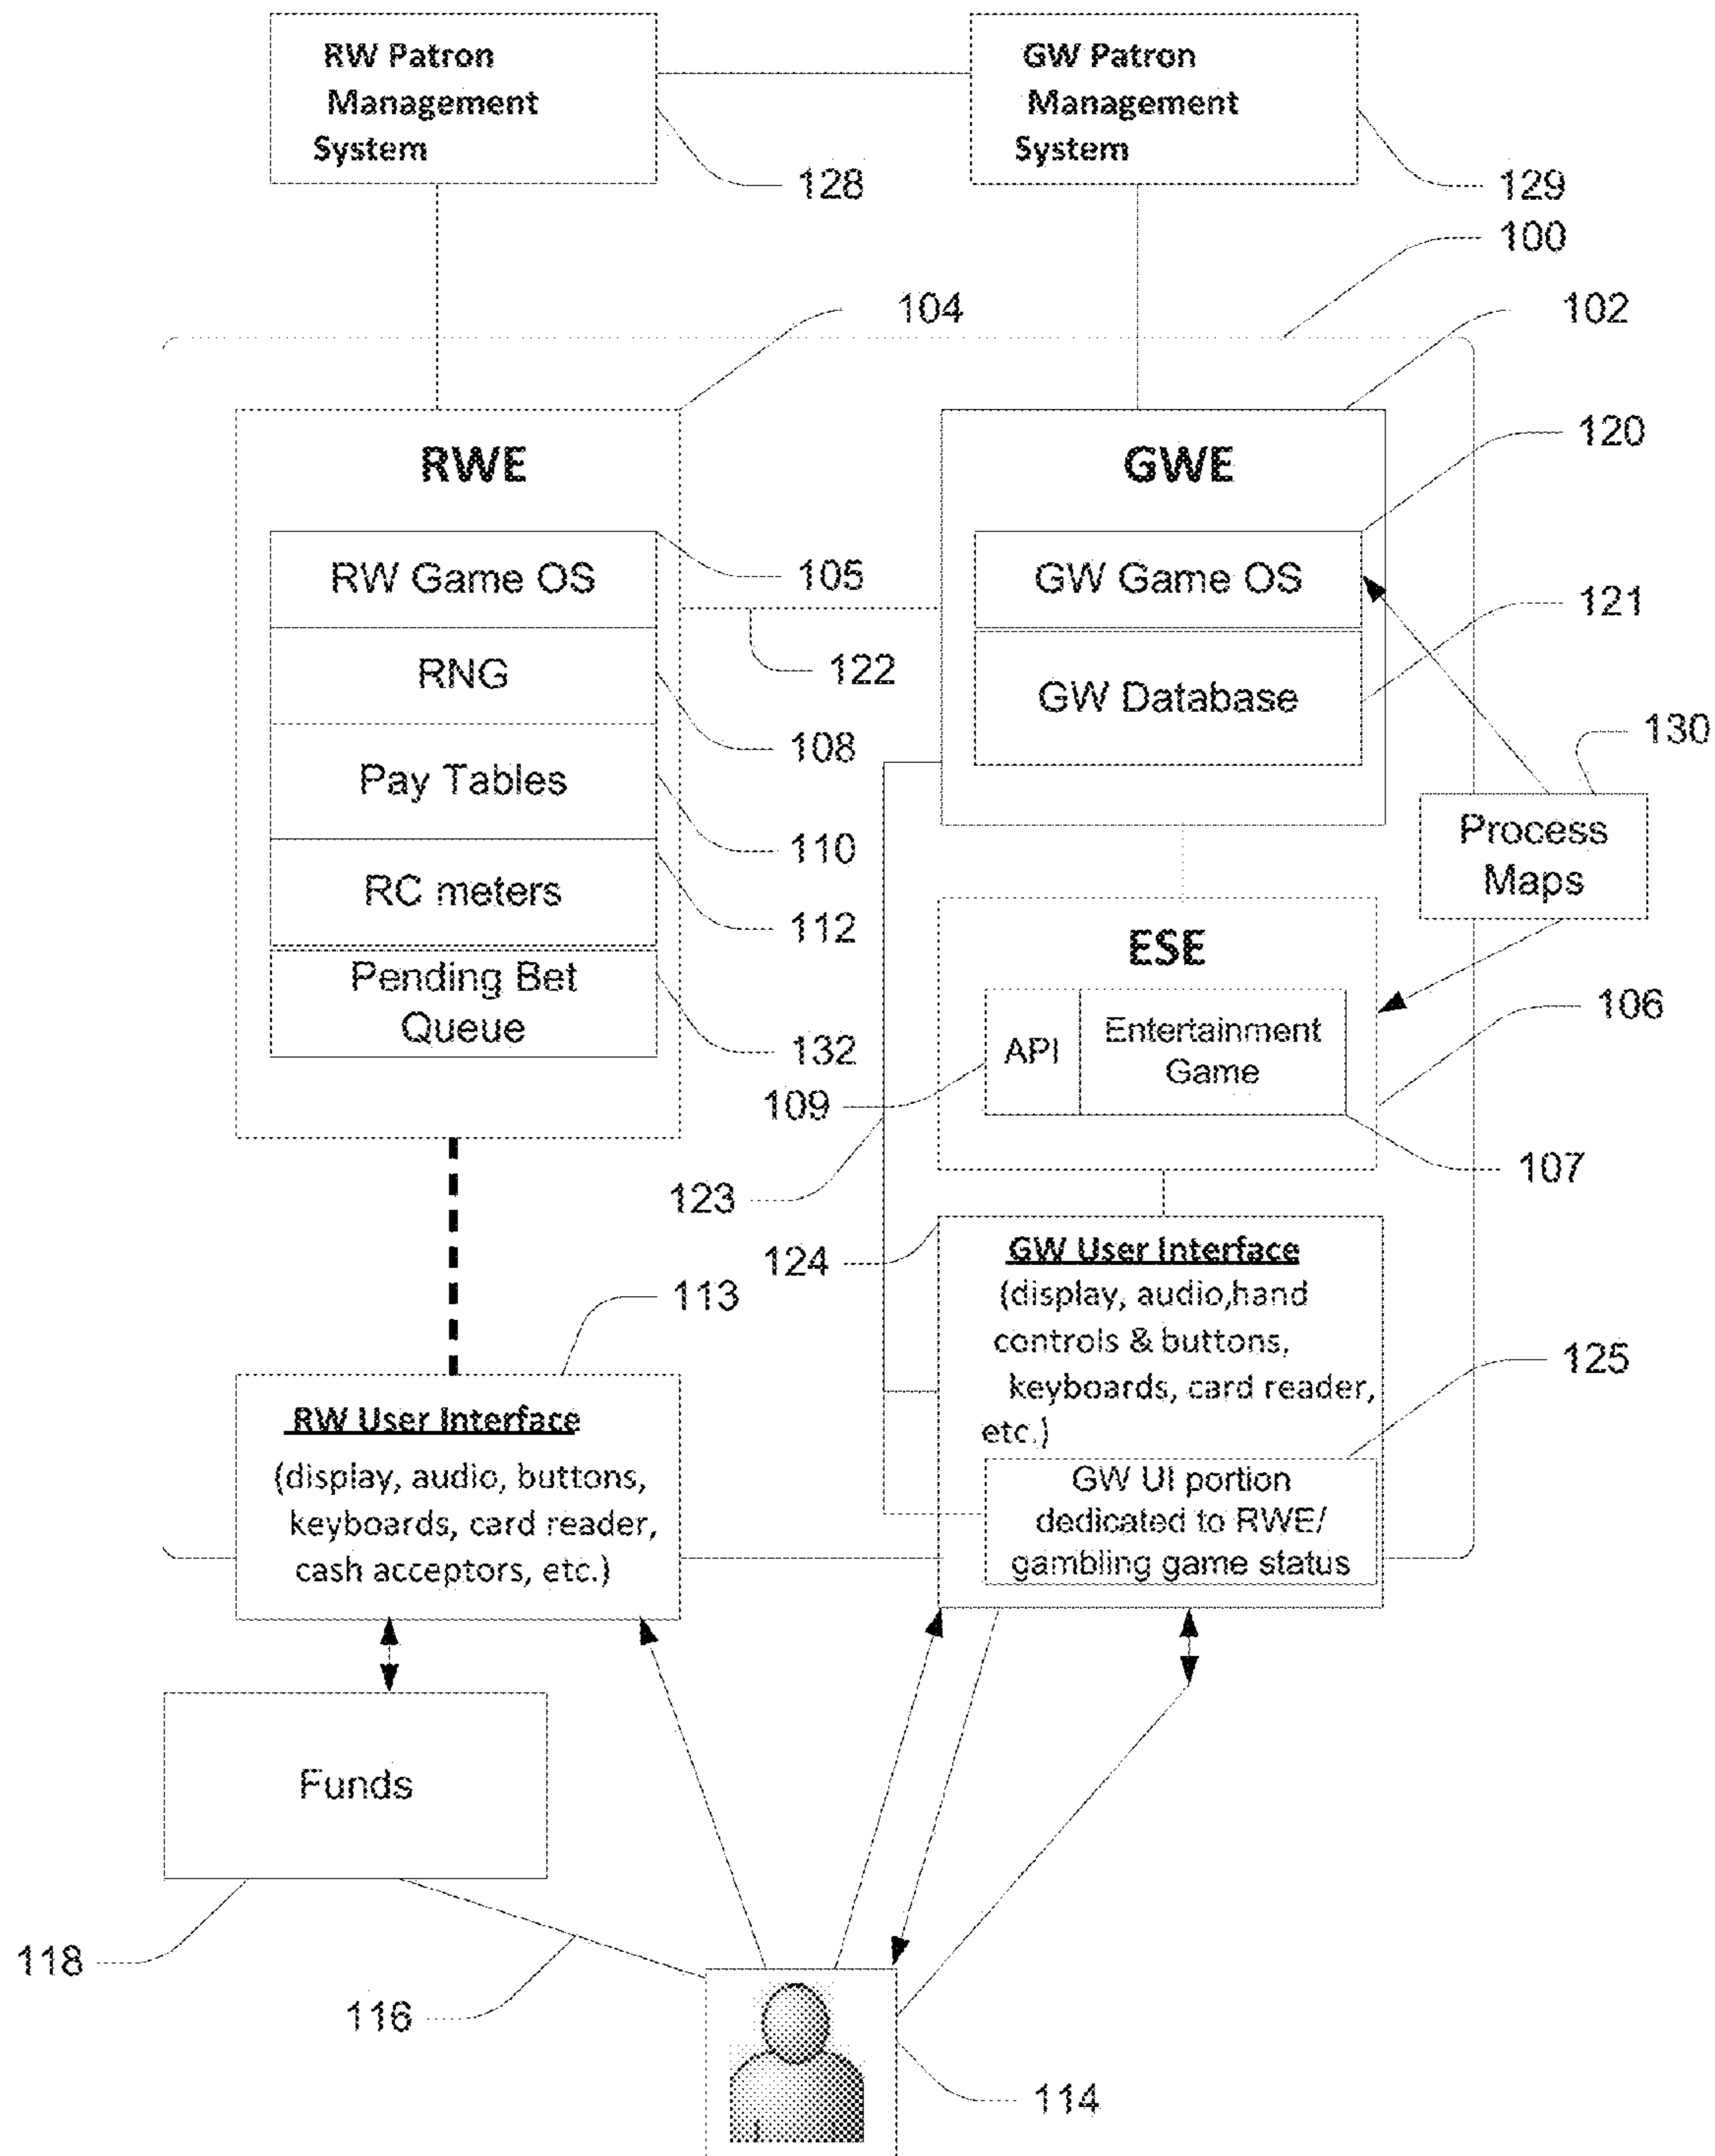 RW Patron
Management
System
GW Patron
Management
System
128
129
100
104
102
RWE
GWE
120
RW Game OS
105
GW Game OS
121
122
RNG
GW Database
108
130
Pay Tables
110
Process
Maps
RC meters
112
ESE
Pending Bet
Queue
132
API
Entertainment
Game
106
109
107
123
124
GW User Interface
(display, audio,hand
controls & buttons,
keyboards, card reader,
etc.)
113
125
RW User Interface
(display, audio, buttons,
keyboards, card reader,
cash acceptors, etc.)
GW UI portion
dedicated to RWE/
gambling game status
Funds
118
116
114